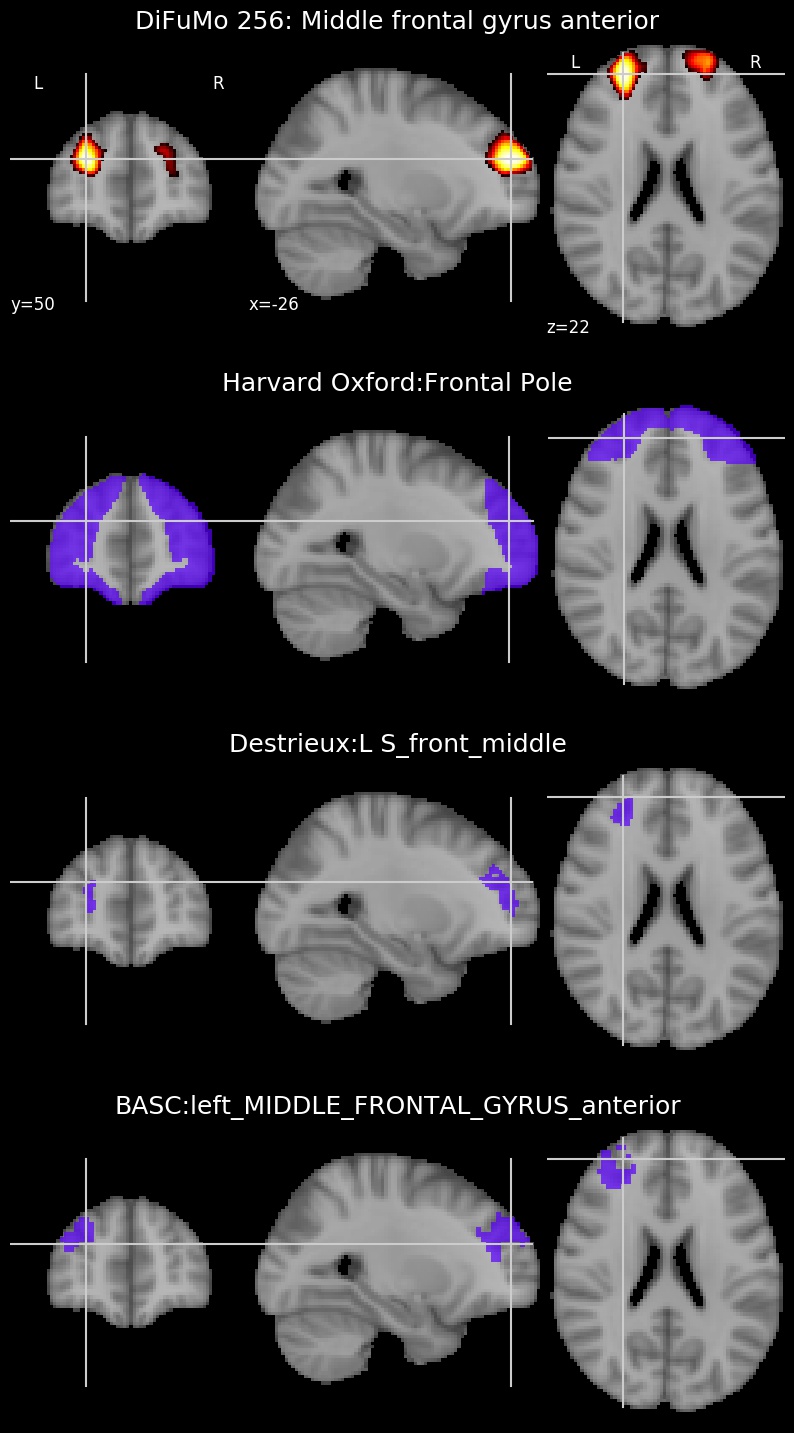 DiFuMo 256: Middle frontal gyrus anterior
L R
L R
y=50
x=-26
z=22
Harvard Oxford:Frontal Pole
Destrieux:L S_front_middle
BASC:left_MIDDLE_FRONTAL_GYRUS_anterior